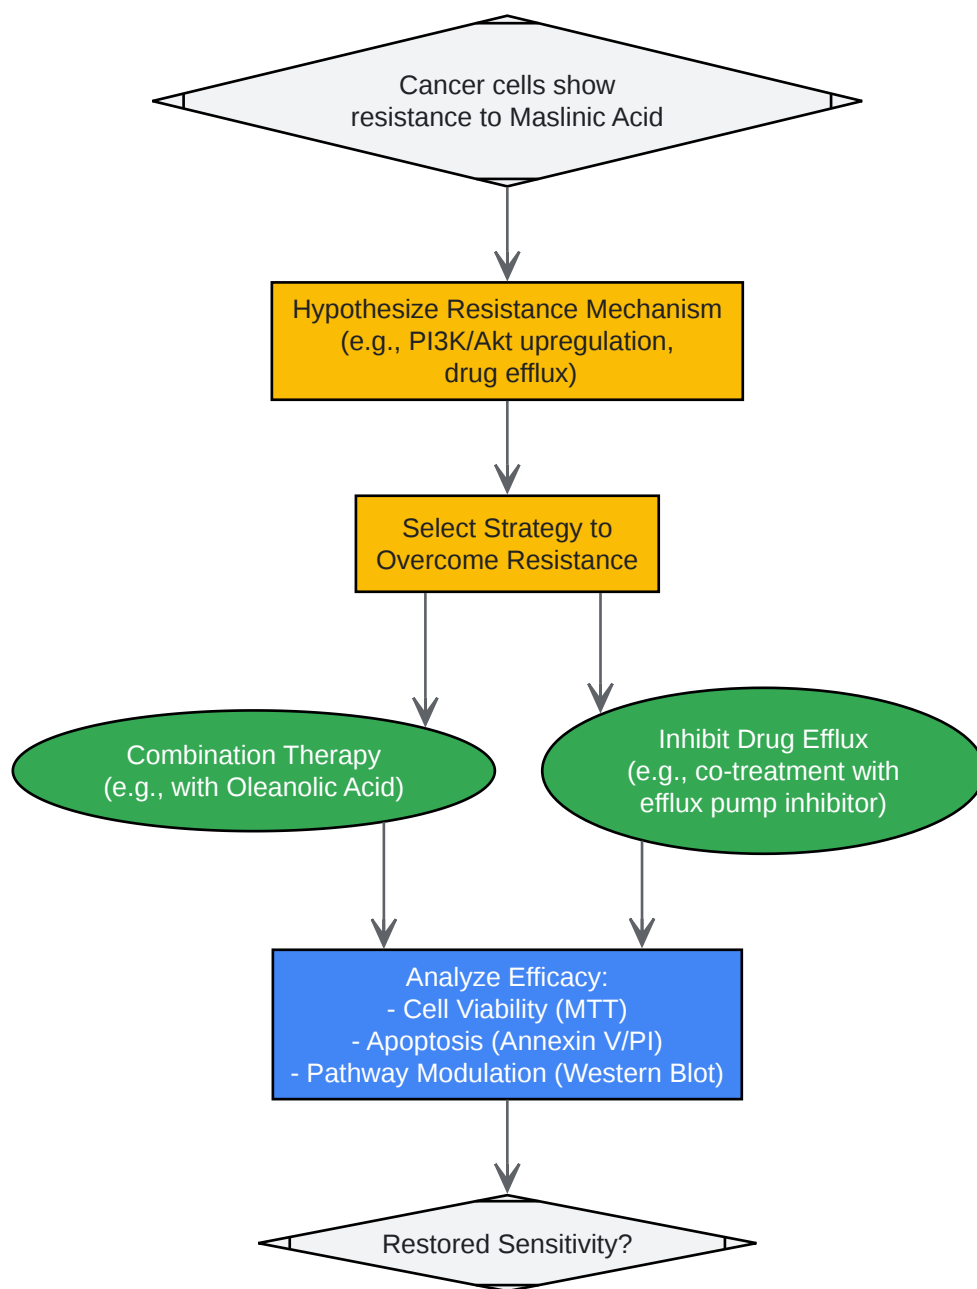 Cancer cells show
resistance to Maslinic Acid
Hypothesize Resistance Mechanism
(e.g., PI3K/Akt upregulation,
drug efflux)
Select Strategy to
Overcome Resistance
Combination Therapy
(e.g., with Oleanolic Acid)
Inhibit Drug Efflux
(e.g., co-treatment with
efflux pump inhibitor)
Analyze Efficacy:
- Cell Viability (MTT)
- Apoptosis (Annexin V/PI)
- Pathway Modulation (Western Blot)
Restored Sensitivity?